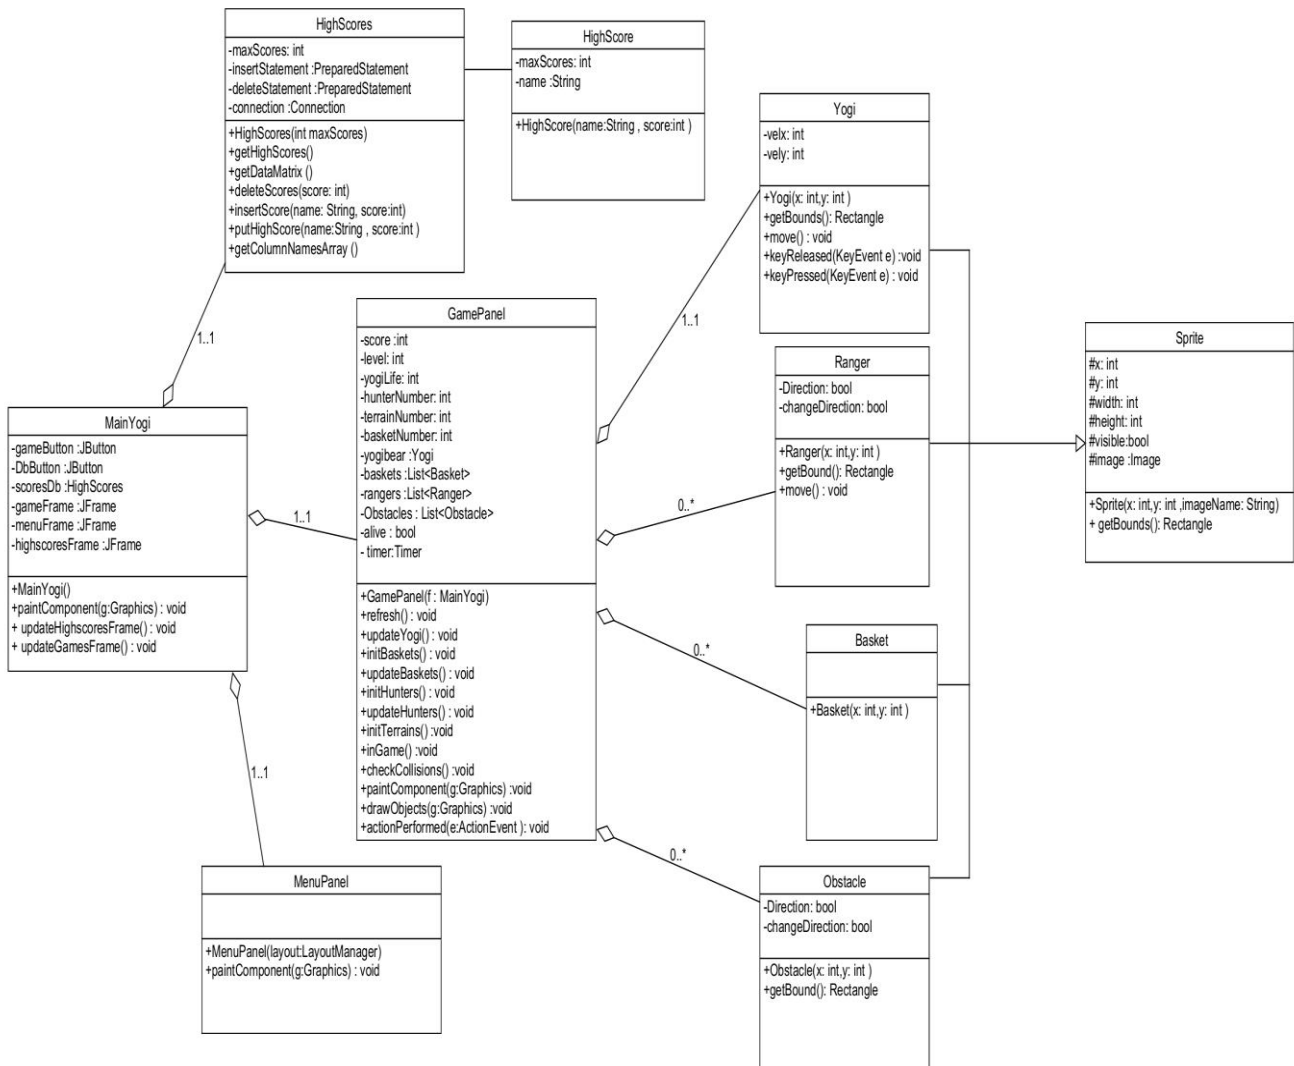 HighScores
-maxScores: int
-insertStatement :PreparedStatement
-deleteStatement :PreparedStatement
-connection :Connection
+HighScores(int maxScores)
+getHighScores()
+getDataMatrix ()
+deleteScores(score: int)
+insertScore(name: String, score:int)
+putHighScore(name:String , score:int )
+getColumnNamesArray ()
HighScore
-maxScores: int
-name :String
+HighScore(name:String , score:int )
Yogi
-velx: int
-vely: int
+Yogi(x: int,y: int )
+getBounds(): Rectangle
+move() : void
+keyReleased(KeyEvent e) :void
+keyPressed(KeyEvent e) : void
1..1
1..1
GamePanel
-score :int
-level: int
-yogiLife: int
-hunterNumber: int
-terrainNumber: int
-basketNumber: int
-yogibear :Yogi
-baskets :List<Basket>
-rangers :List<Ranger>
-Obstacles : List<Obstacle>
-alive : bool
- timer:Timer
+GamePanel(f : MainYogi)
+refresh() : void
+updateYogi() : void
+initBaskets() : void
+updateBaskets() : void
+initHunters() : void
+updateHunters() : void
+initTerrains() : void
+inGame() : void
+checkCollisions() :void
+paintComponent(g:Graphics) : void
+drawObjects(g:Graphics) :void
+actionPerformed(e:ActionEvent ): void
Ranger
-Direction: bool
-changeDirection: bool
+Ranger(x: int,y: int )
+getBound(): Rectangle
+move() : void
Sprite
#x: int
#y: int
#width: int
#height: int
#visible:bool
#image :Image
+Sprite(x: int,y: int ,imageName: String)
+ getBounds(): Rectangle
MainYogi
-gameButton :JButton
-DbButton :JButton
-scoresDb :HighScores
-gameFrame :JFrame
-menuFrame :JFrame
-highscoresFrame :JFrame
+MainYogi()
+paintComponent(g:Graphics) : void
+ updateHighscoresFrame() : void
+ updateGamesFrame() : void
1..1
0..*
0..*
Basket
+Basket(x: int,y: int )
1..1
0..*
MenuPanel
+MenuPanel(layout:LayoutManager)
+paintComponent(g:Graphics) : void
Obstacle
-Direction: bool
-changeDirection: bool
+Obstacle(x: int,y: int )
+getBound(): Rectangle